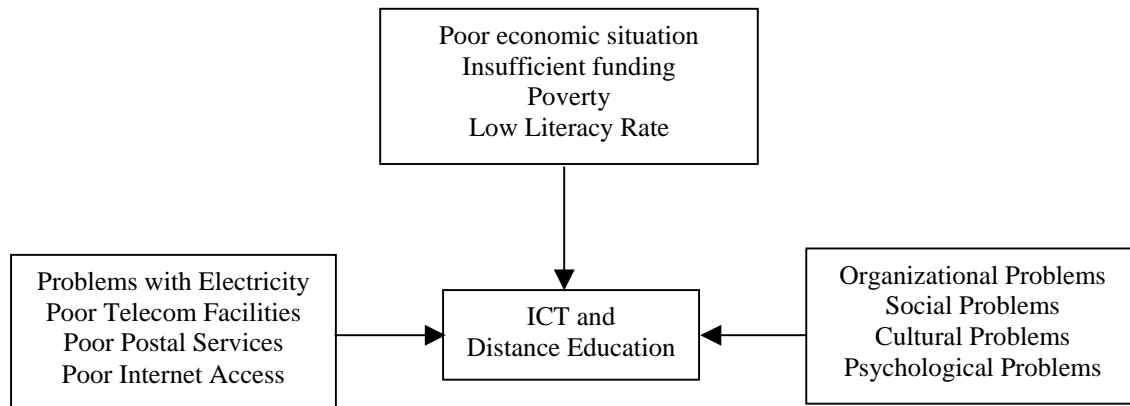 Poor economic situation
Insufficient funding
Poverty
Low Literacy Rate
Problems with Electricity
Poor Telecom Facilities
Poor Postal Services
Poor Internet Access
ICT and
Distance Education
Organizational Problems
Social Problems
Cultural Problems
Psychological Problems